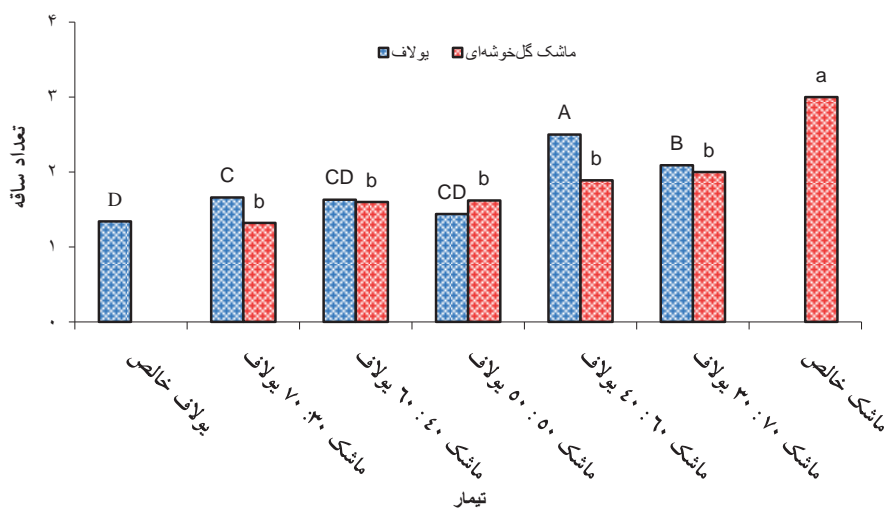 ۴
۳
۲
۱
۰
تعداد ساقه
یولاف
ماشک گل‌خوشه‌ای
D
C
b
CD
b
CD
b
A
b
B
b
a
یولاف خالص
ماشک ۷۰:۳۰ یولاف
ماشک ۶۰:۴۰ یولاف
ماشک ۵۰:۵۰ یولاف
ماشک ۴۰:۶۰ یولاف
ماشک ۳۰:۷۰ یولاف
ماشک خالص
تیمار